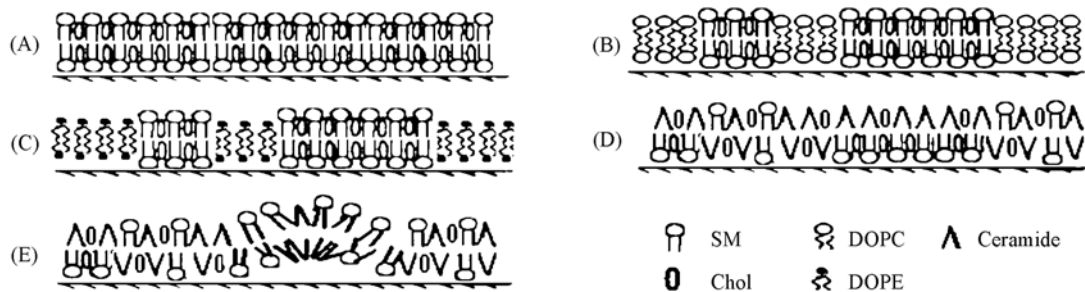 (A)
(B)
(C)
(D)
(E)
SM
DOPC
Ceramide
Chol
DOPE